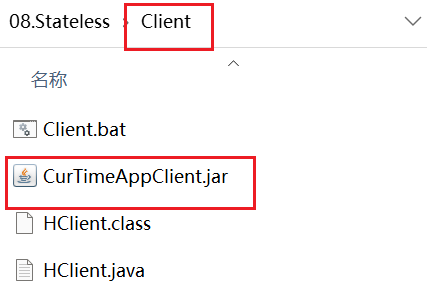 08.Stateless › Client
名称
Client.bat
CurTimeAppClient.jar
HClient.class
HClient.java